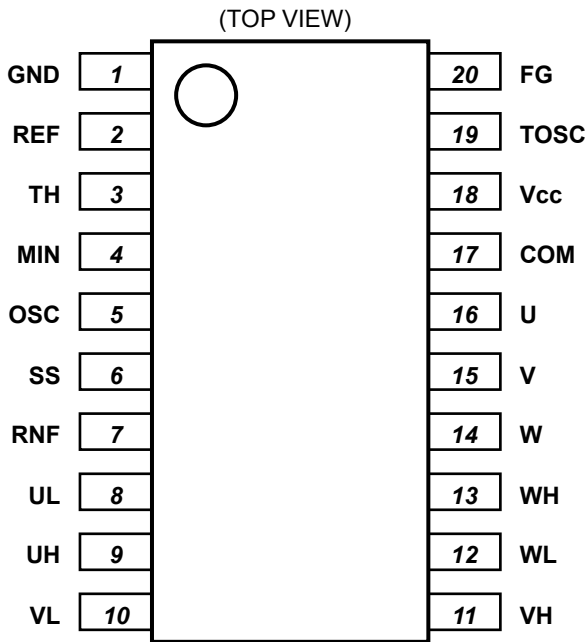 (TOP VIEW)
GND 1 20 FG
REF 2 19 TOSC
TH 3 18 Vcc
MIN 4 17 COM
OSC 5 16 U
SS 6 15 V
RNF 7 14 W
UL 8 13 WH
UH 9 12 WL
VL 10 11 VH